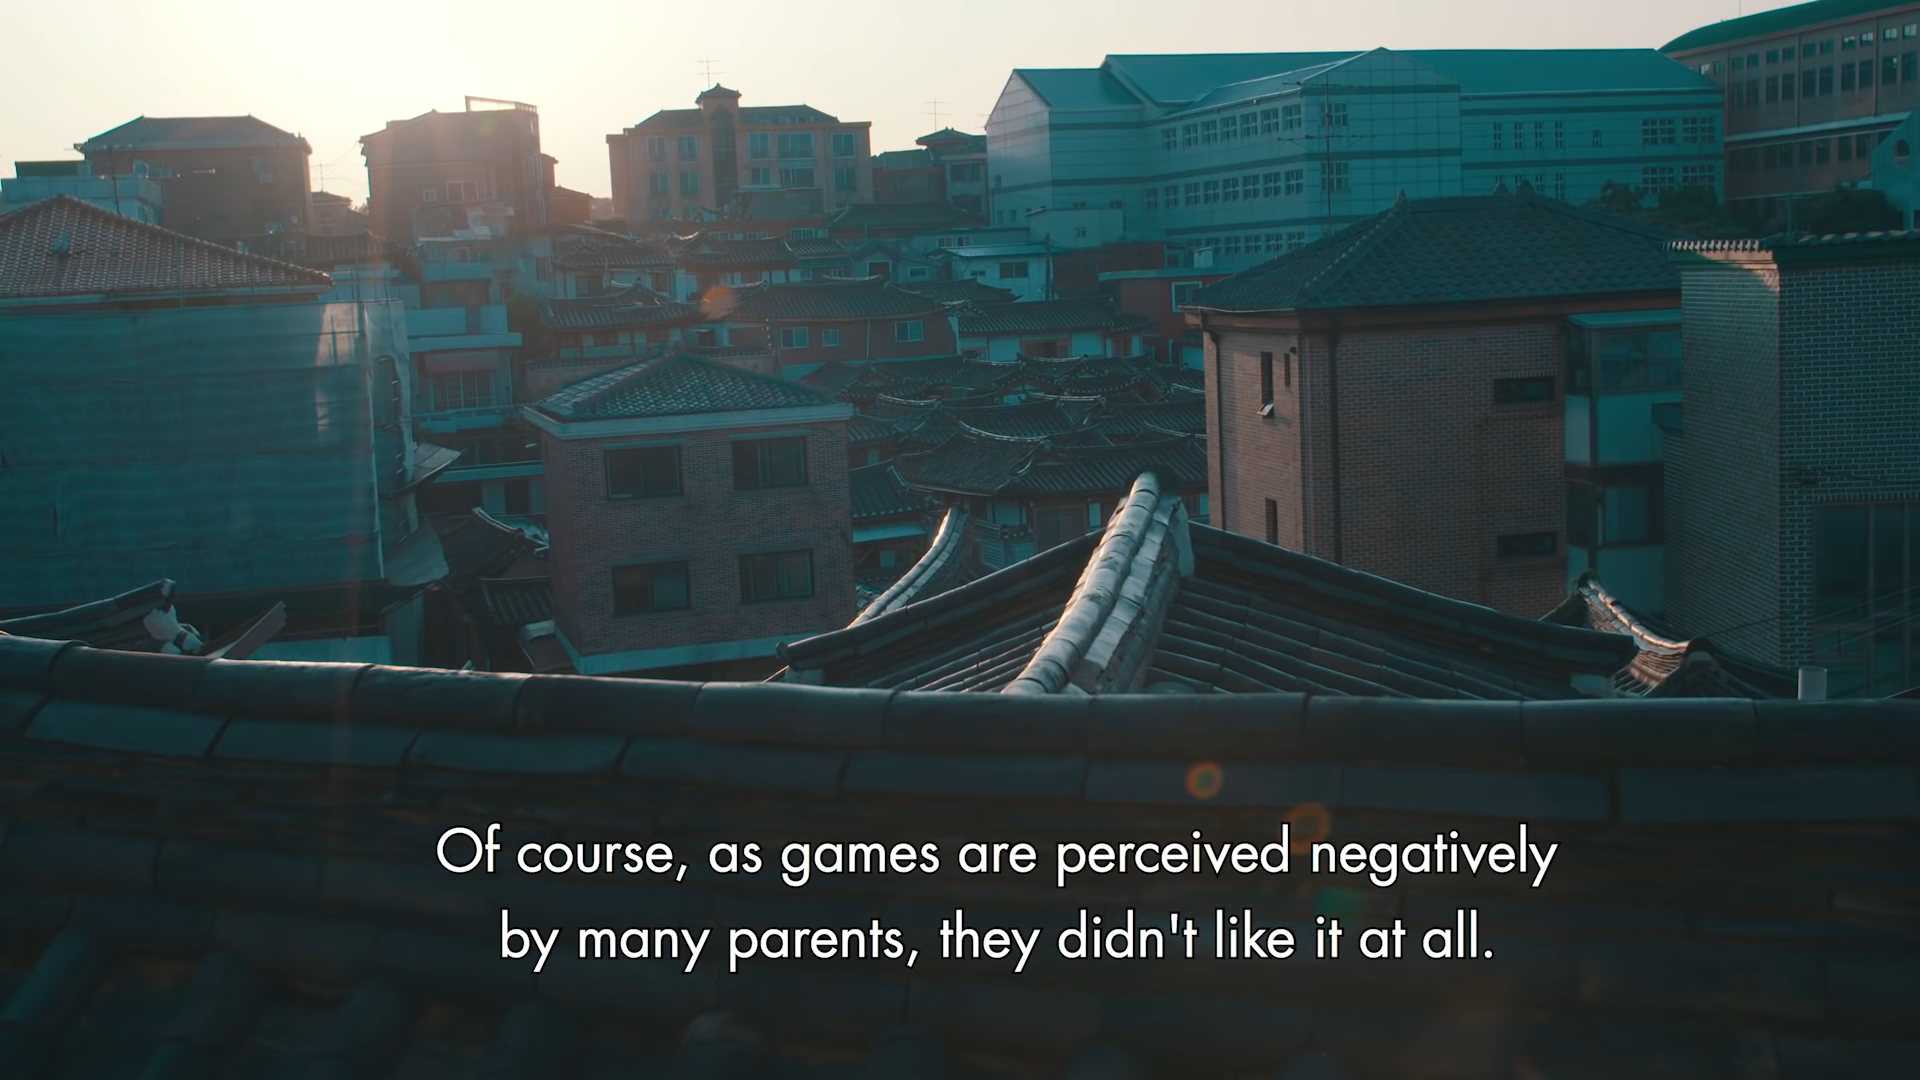 Of course, as games are perceived negatively
by many parents, they didn't like it at all.